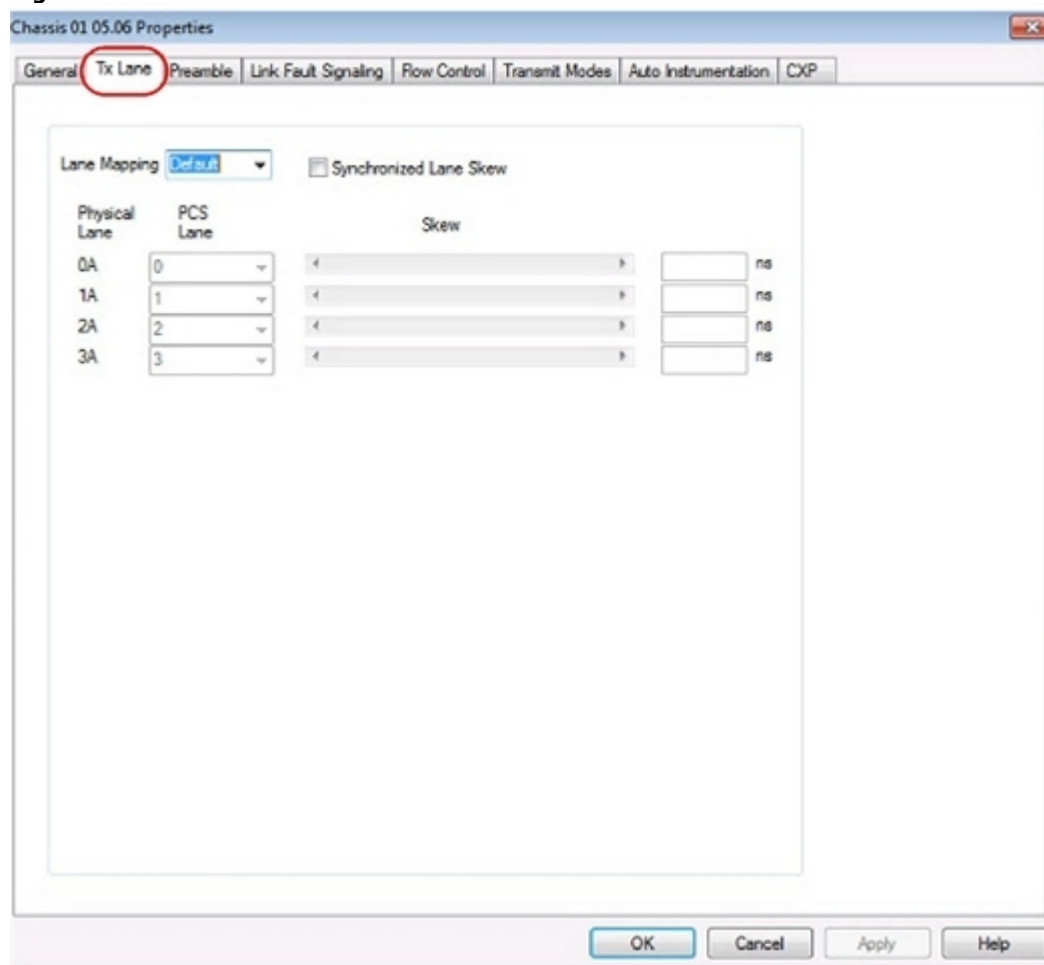 Chassis 01 05.06 Properties
General Tx Lane Preamble Link Fault Signaling Flow Control Transmit Modes Auto Instrumentation CXP
Lane Mapping Default Synchronized Lane Skew
Physical Lane PCS Lane Skew
0A 0 ns
1A 1 ns
2A 2 ns
3A 3 ns
OK Cancel Apply Help